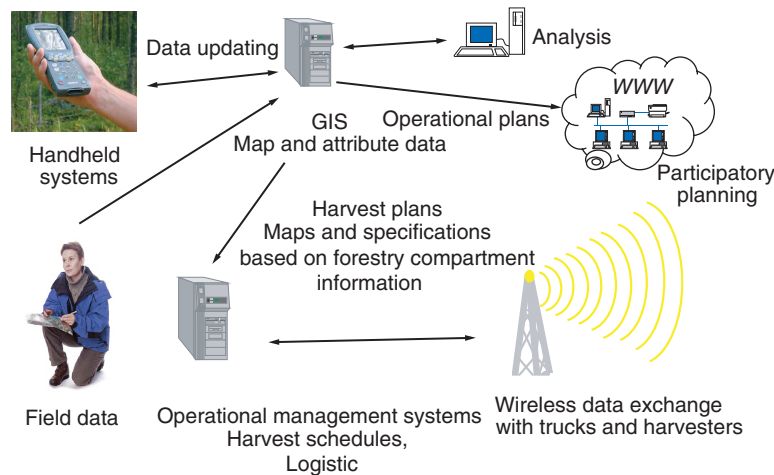 Data updating
Analysis
WWW
GIS
Map and attribute data
Operational plans
Handheld
systems
Participatory
planning
Harvest plans
Maps and specifications
based on forestry compartment
information
Field data
Operational management systems
Harvest schedules,
Logistic
Wireless data exchange
with trucks and harvesters